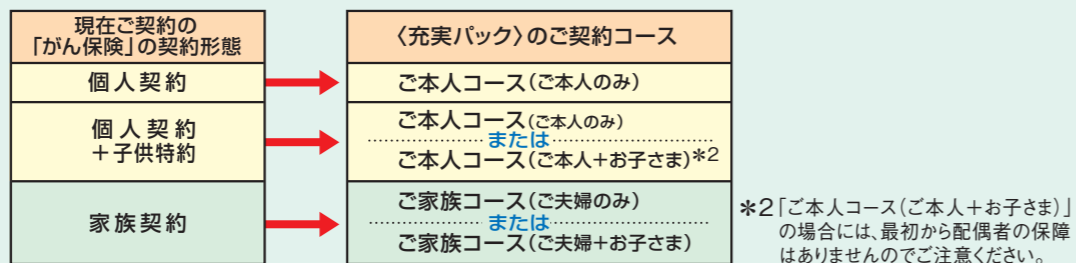 現在ご契約の
「がん保険」の契約形態
〈充実パック〉のご契約コース
個人契約
ご本人コース(ご本人のみ)
個人契約
＋子供特約
ご本人コース(ご本人のみ)
または
ご本人コース(ご本人＋お子さま)＊2
家族契約
ご家族コース(ご夫婦のみ)
または
ご家族コース(ご夫婦＋お子さま)
＊2「ご本人コース(ご本人＋お子さま)」
の場合には、最初から配偶者の保障
はありませんのでご注意ください。